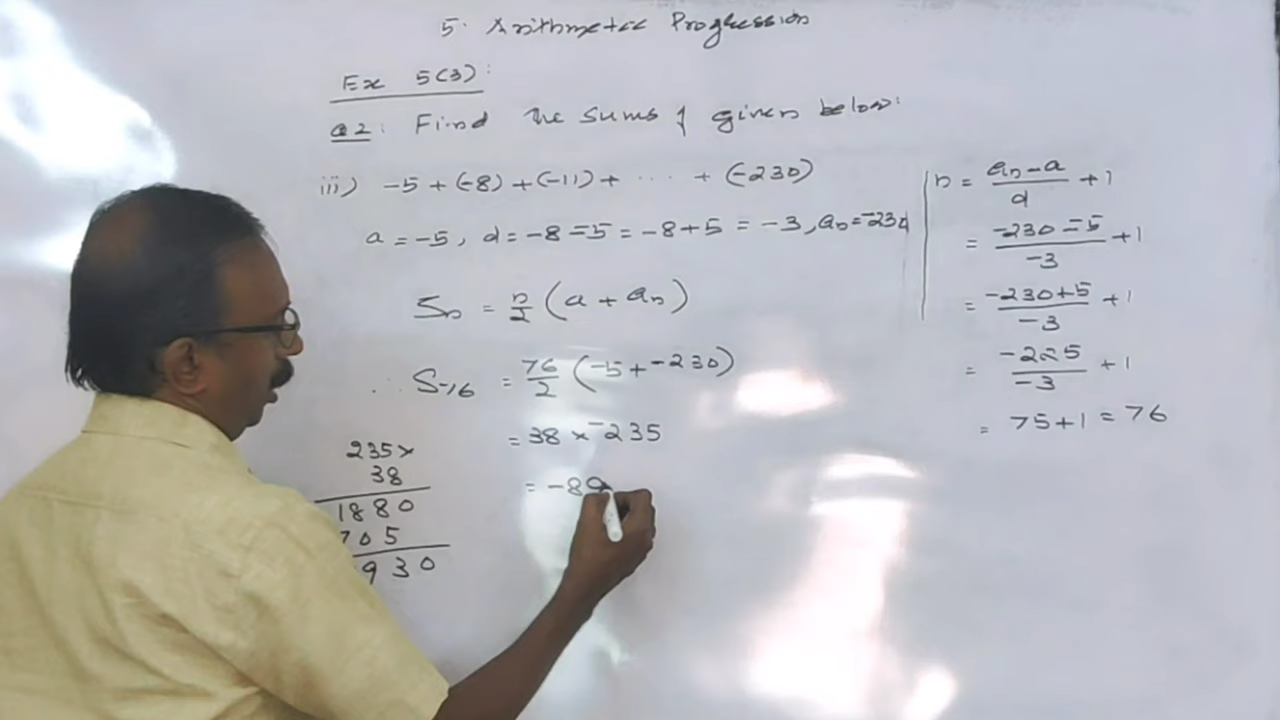 5. Arithmetic Progression
Ex 5(3):
Q2: Find the sums of given below:
iii) -5 + (-8) + (-11) + ... + (-230)
a = -5, d = -8 - -5 = -8+5 = -3, an = -230
Sn = n/2 (a + an)
∴ S76 = 76/2 (-5 + -230)
= 38 × -235
= -89
235×
38
1880
705
930
n = an - a / d + 1
= -230 - -5 / -3 + 1
= -230+5 / -3 + 1
= -225 / -3 + 1
= 75+1 = 76